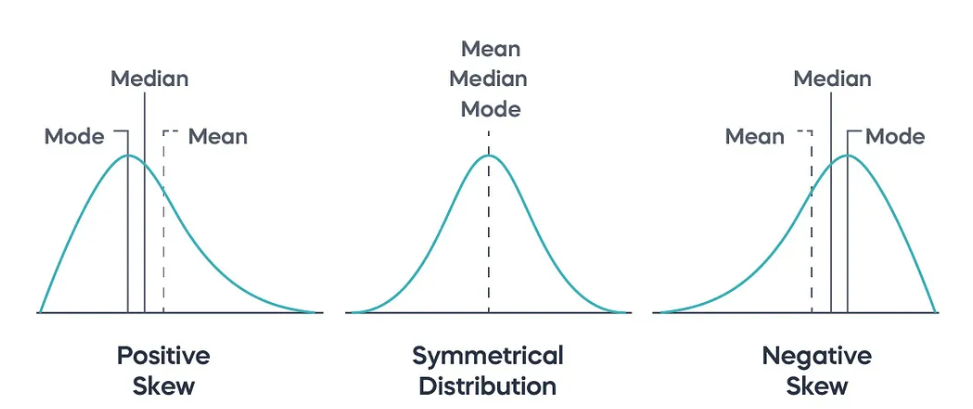 Median
Mode
Mean
Positive
Skew
Mean
Median
Mode
Symmetrical
Distribution
Median
Mean
Mode
Negative
Skew